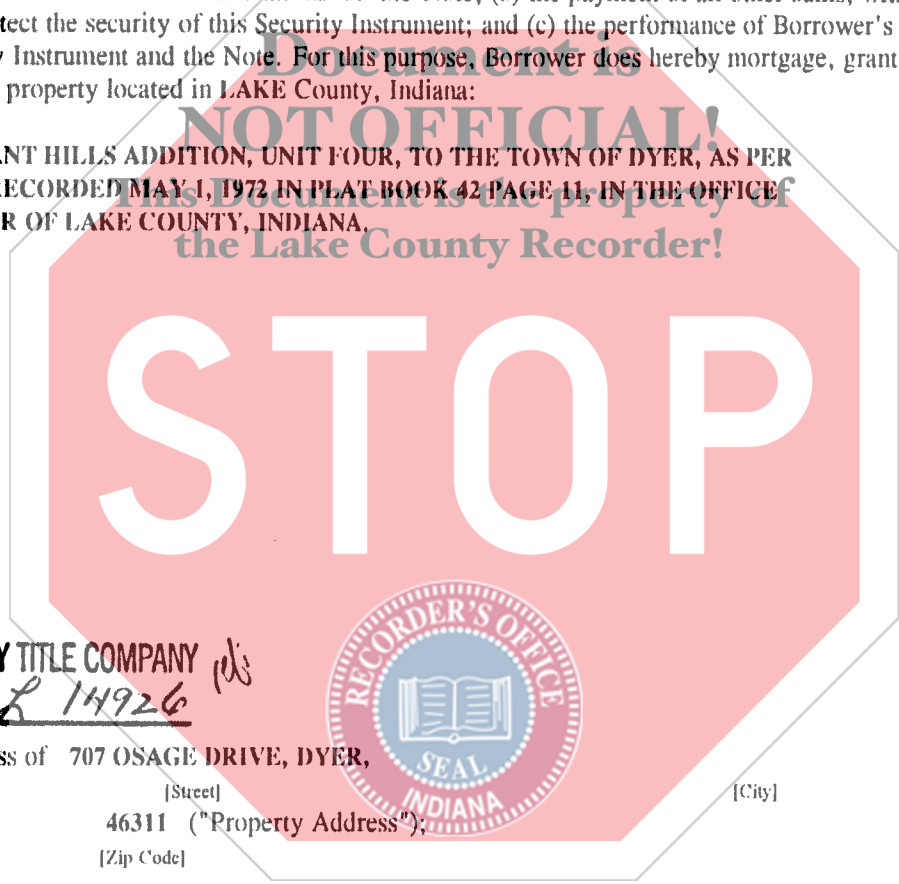 tect the security of this Security Instrument; and (c) the performance of Borrower's
Instrument and the Note. For this purpose, Borrower does hereby mortgage, grant
property located in LAKE County, Indiana:
Document is
NOT OFFICIAL!
This Document is the property of
the Lake County Recorder!
ANT HILLS ADDITION, UNIT FOUR, TO THE TOWN OF DYER, AS PER
RECORDED MAY 1, 1972 IN PLAT BOOK 42 PAGE 11, IN THE OFFICE
R OF LAKE COUNTY, INDIANA.
STOP
RECORDER'S OFFICE
SEAL
INDIANA
Y TITLE COMPANY
L 14926
ss of 707 OSAGE DRIVE, DYER,
[Street] [City]
46311 ("Property Address");
[Zip Code]